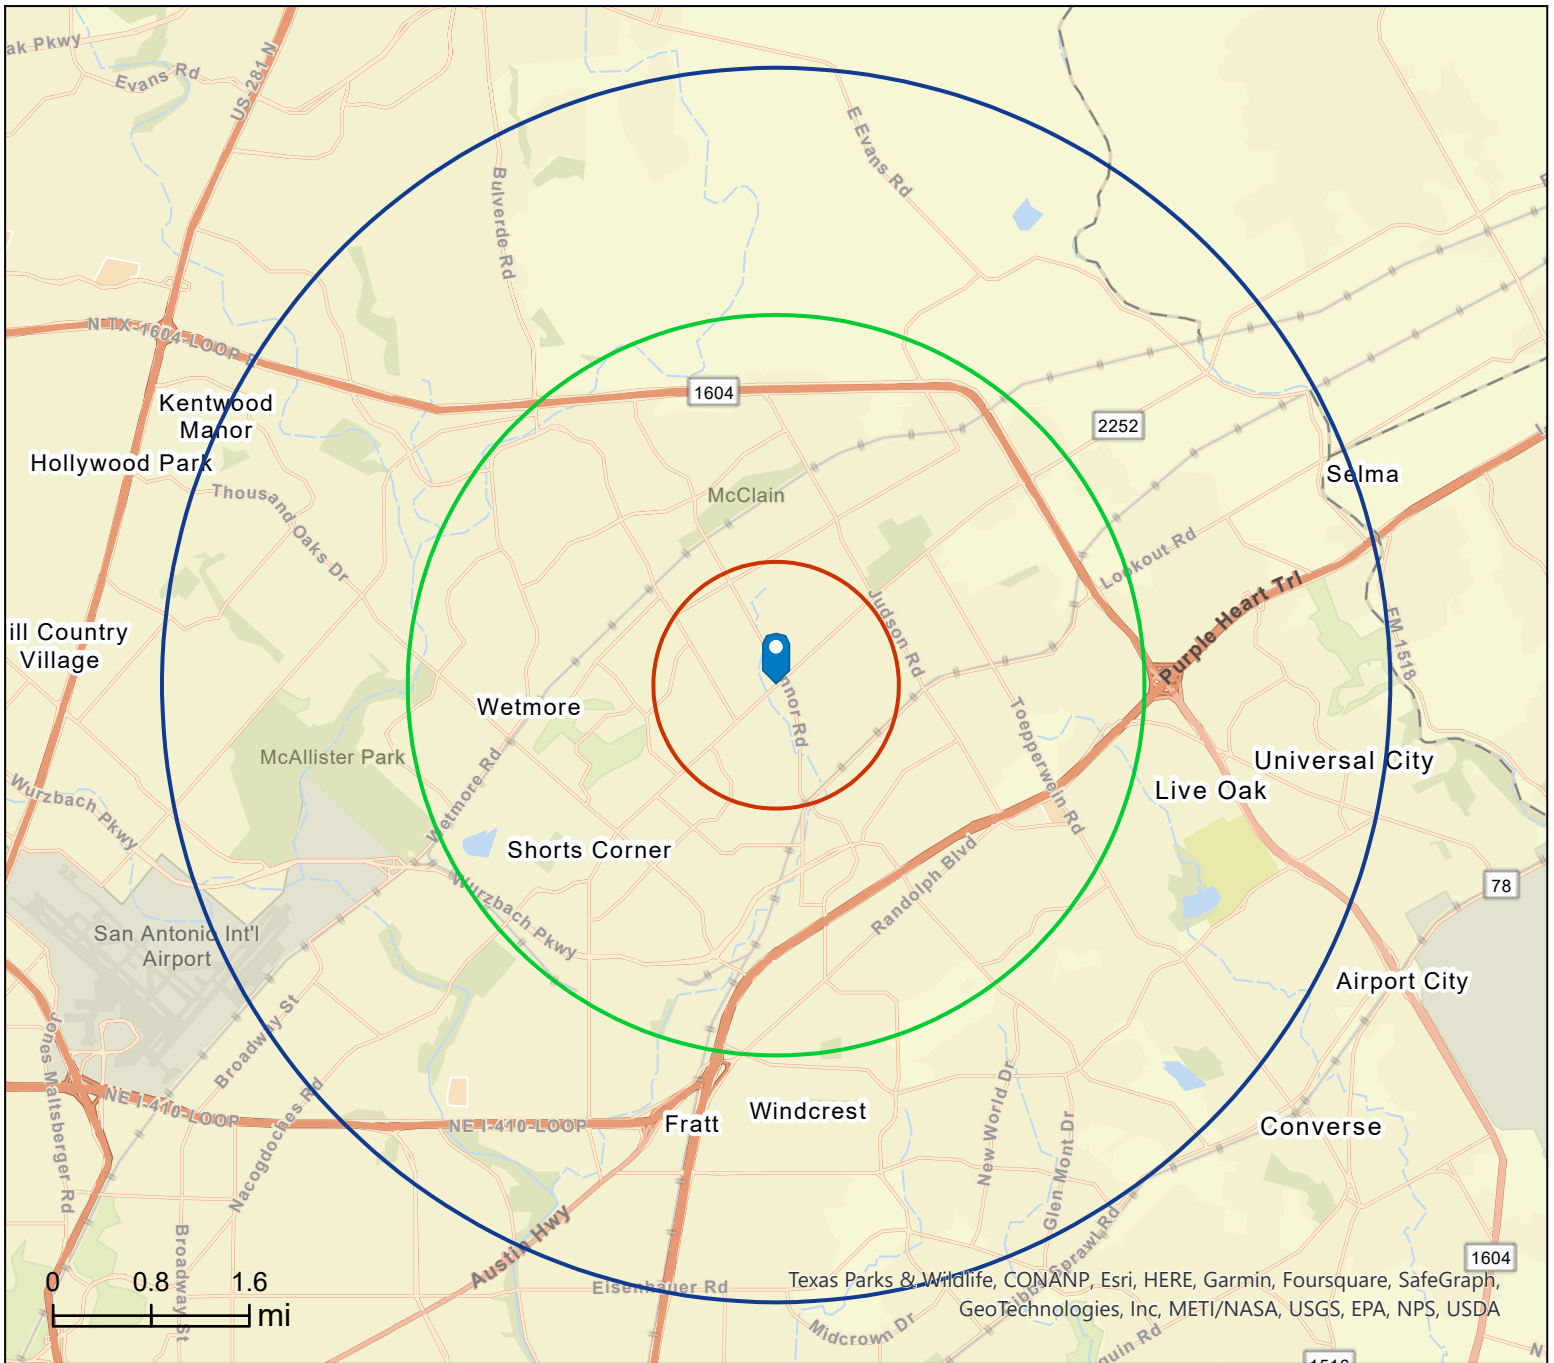 ak Pkwy
Evans Rd
US 281 N
Bulverde Rd
E Evans Rd
N TX-1604-LOOP E
1604
2252
Kentwood
Manor
Hollywood Park
Selma
Thousand Oaks Dr
McClain
Lookout Rd
Purple Heart Trl
Judson Rd
FM 1518
ill Country
Village
nnor Rd
Wetmore
Toepperwein Rd
McAllister Park
Universal City
Live Oak
Wurzbach Pkwy
Wetmore Rd
Shorts Corner
Randolph Blvd
78
Wurzbach Pkwy
San Antonio Int'l
Airport
Airport City
Broadway St
Jones Maltsberger Rd
NE I-410-LOOP
Nacogdoches Rd
NE I-410-LOOP
Fratt
Windcrest
New World Dr
Glen Mont Dr
Converse
Austin Hwy
Broadway St
1604
Eisenhauer Rd
Gibbs Sprawl Rd
Midcrown Dr
guin Rd
1516
N
0 0.8 1.6
mi
Texas Parks & Wildlife, CONANP, Esri, HERE, Garmin, Foursquare, SafeGraph,
GeoTechnologies, Inc, METI/NASA, USGS, EPA, NPS, USDA